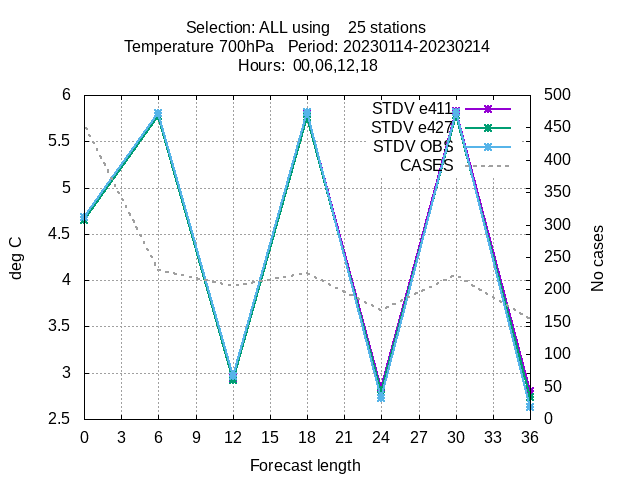 Selection: ALL using    25 stations
Temperature 700hPa   Period: 20230114-20230214
Hours:  00,06,12,18
STDV e411
STDV e427
STDV OBS
CASES
6
5.5
5
4.5
4
3.5
3
2.5
500
450
400
350
300
250
200
150
100
50
0
deg C
No cases
0 3 6 9 12 15 18 21 24 27 30 33 36
Forecast length